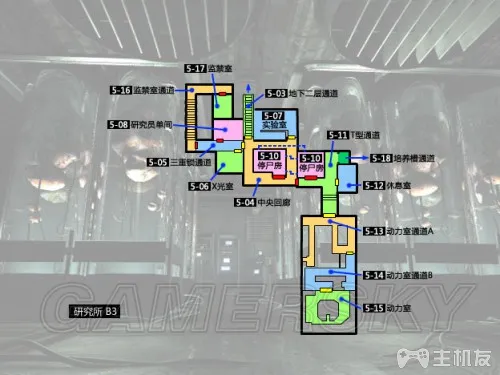 5-17 监禁室
5-16 监禁室通道
5-03 地下二层通道
5-07
实验室
5-08 研究员单间
5-11 T型通道
5-05 三重锁通道
5-10
停尸房
5-10
停尸房
5-18 培养槽通道
5-06 X光室
5-12 休息室
5-04 中央回廊
5-13 动力室通道A
5-14 动力室通道B
5-15 动力室
研究所 B3
GAMERSKY
主机友